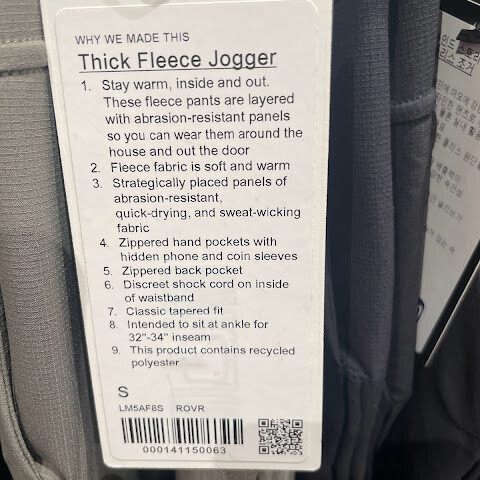 WHY WE MADE THIS
Thick Fleece Jogger
1. Stay warm, inside and out.
These fleece pants are layered
with abrasion-resistant panels
so you can wear them around the
house and out the door
2. Fleece fabric is soft and warm
3. Strategically placed panels of
abrasion-resistant,
quick-drying, and sweat-wicking
fabric
4. Zippered hand pockets with
hidden phone and coin sleeves
5. Zippered back pocket
6. Discreet shock cord on inside
of waistband
7. Classic tapered fit
8. Intended to sit at ankle for
32"-34" inseam
9. This product contains recycled
polyester
S
LM5AF8S ROVR
000141150063